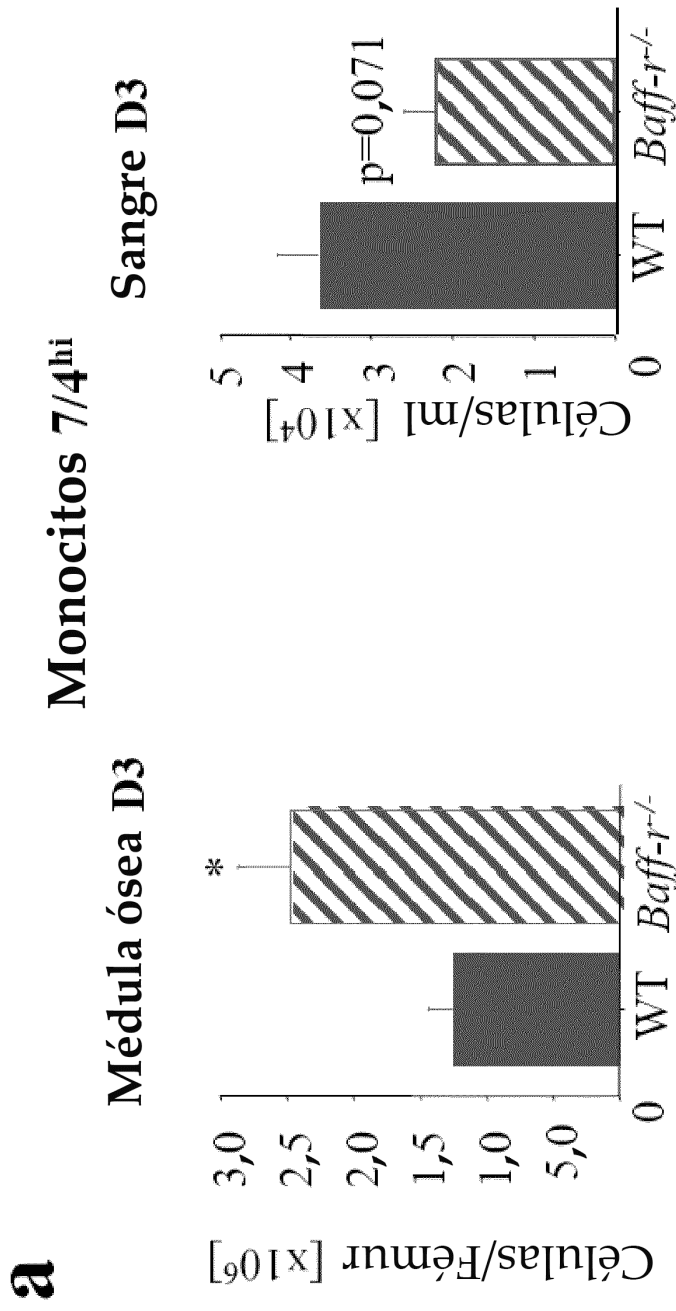 a
Monocitos 7/4ʰⁱ
Médula ósea D3
Células/Fémur [x10⁶]
3,0
2,5
2,0
1,5
1,0
5,0
0
*
WT
Baff-r⁻/⁻
Sangre D3
Células/ml [x10⁴]
5
4
3
2
1
0
p=0,071
WT
Baff-r⁻/⁻